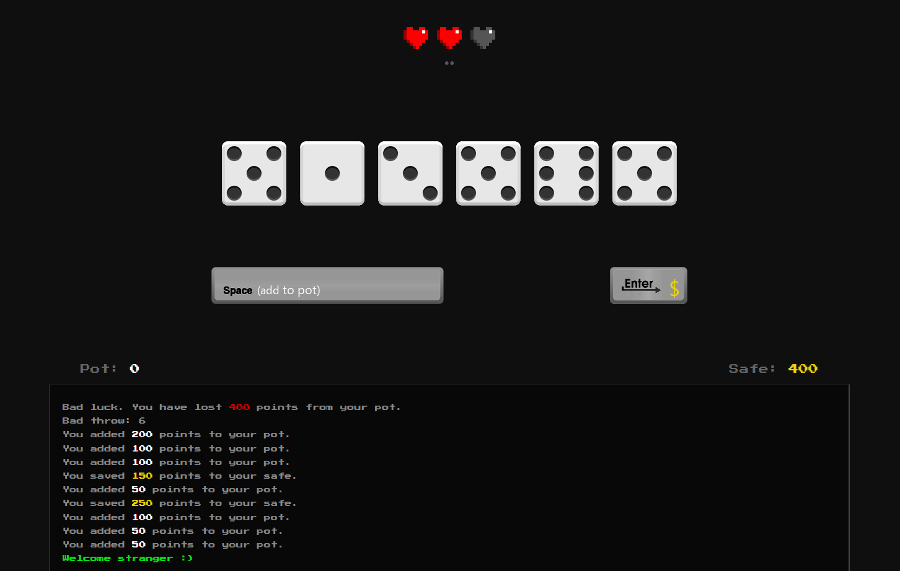 Space (add to pot)
Enter $
Pot: 0
Safe: 400
Bad luck. You have lost 400 points from your pot.
Bad throw: 6
You added 200 points to your pot.
You added 100 points to your pot.
You added 100 points to your pot.
You saved 150 points to your safe.
You added 50 points to your pot.
You saved 250 points to your safe.
You added 100 points to your pot.
You added 50 points to your pot.
You added 50 points to your pot.
Welcome stranger :)